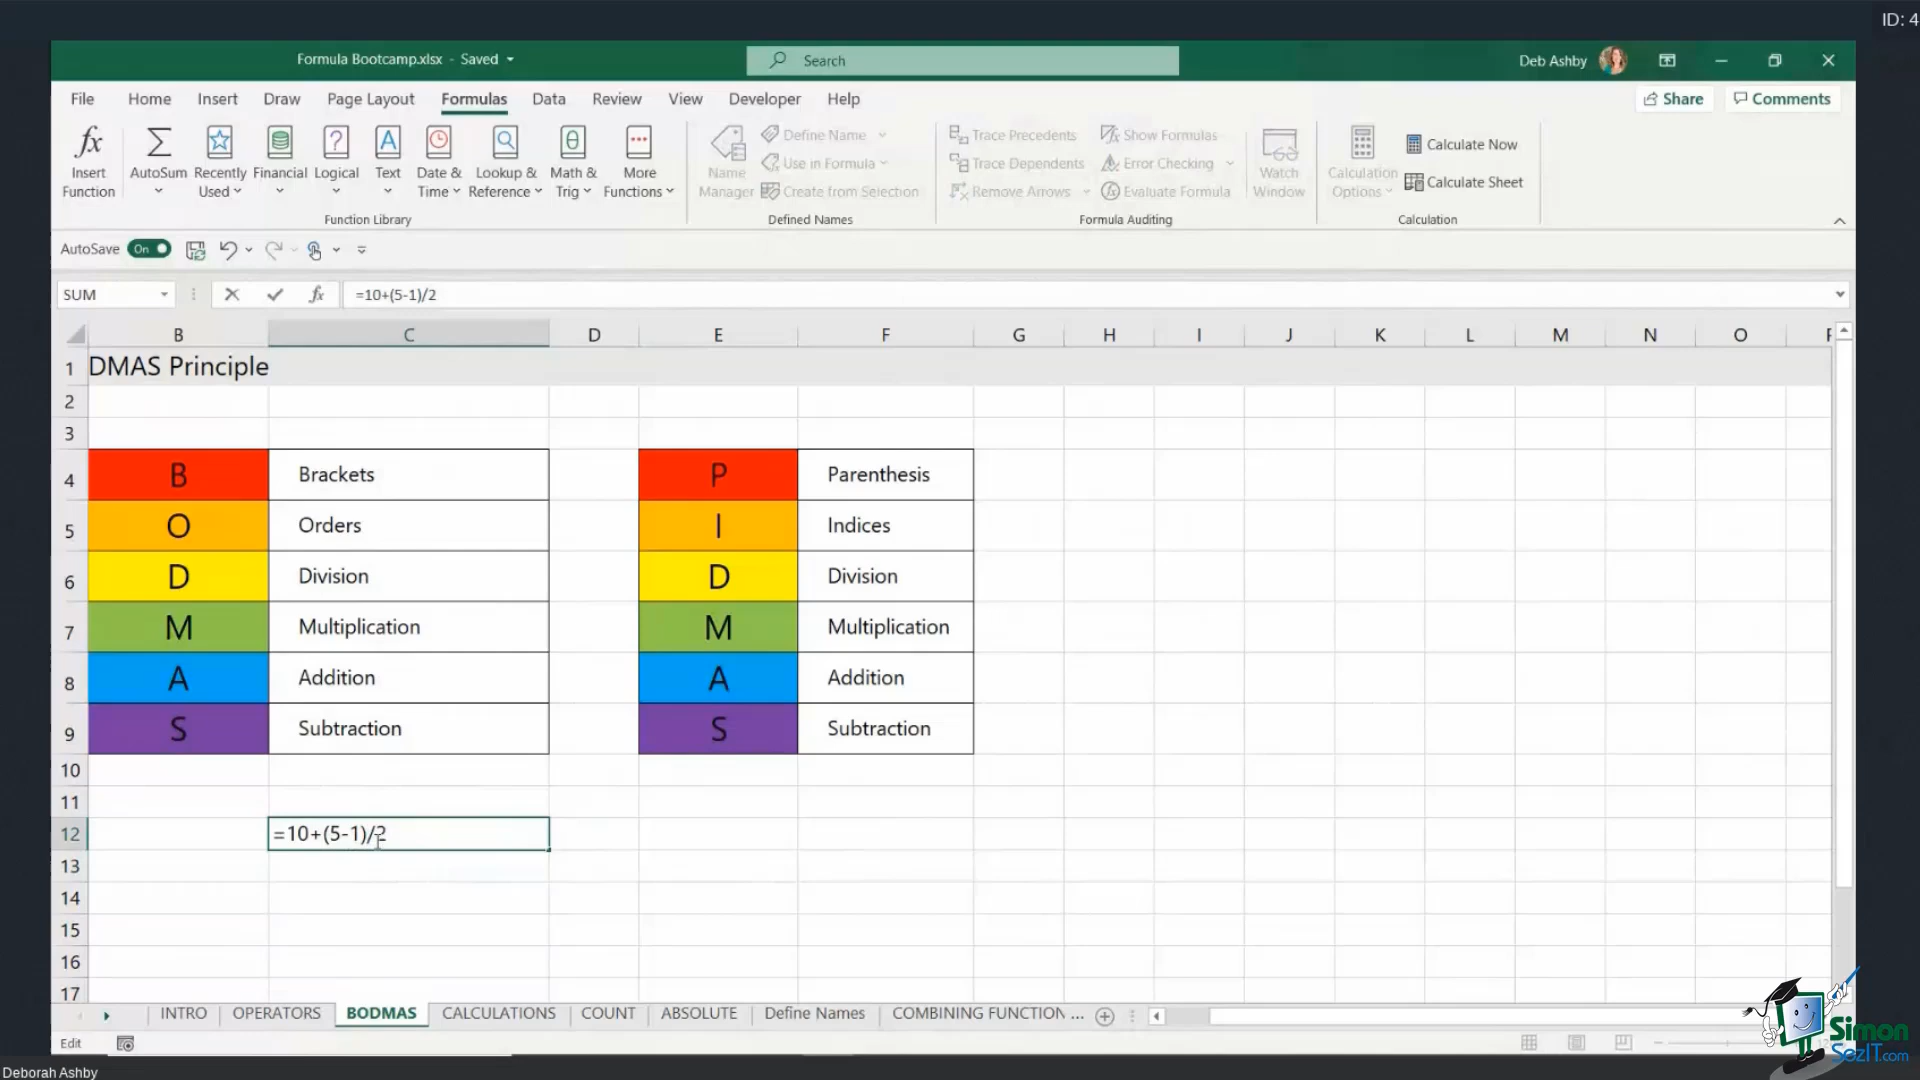 ID: 4
Formula Bootcamp.xlsx - Saved
Search
Deb Ashby
File Home Insert Draw Page Layout Formulas Data Review View Developer Help
Share Comments
fx Insert Function
AutoSum
Recently Used
Financial
Logical
Text
Date & Time
Lookup & Reference
Math & Trig
More Functions
Function Library
Name Manager
Define Name
Use in Formula
Create from Selection
Defined Names
Trace Precedents
Trace Dependents
Remove Arrows
Show Formulas
Error Checking
Evaluate Formula
Formula Auditing
Watch Window
Calculation Options
Calculate Now
Calculate Sheet
Calculation
AutoSave On
SUM fx =10+(5-1)/2
B C D E F G H I J K L M N O
1 DMAS Principle
2
3
4 B Brackets P Parenthesis
5 O Orders I Indices
6 D Division D Division
7 M Multiplication M Multiplication
8 A Addition A Addition
9 S Subtraction S Subtraction
10
11
12 =10+(5-1)/2
13
14
15
16
17
INTRO OPERATORS BODMAS CALCULATIONS COUNT ABSOLUTE Define Names COMBINING FUNCTION ...
Edit
Simon
SezIT.com
Deborah Ashby